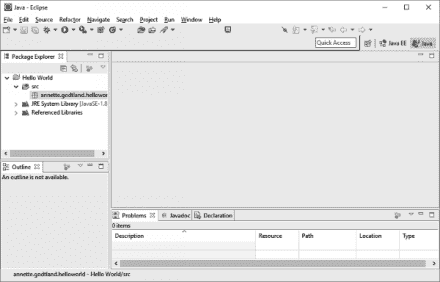 Java - Eclipse
File Edit Source Refactor Navigate Search Project Run Window Help
Quick Access
Java EE
Java
Package Explorer
Hello World
src
annette.godtland.hellowor
JRE System Library [JavaSE-1.8
Referenced Libraries
Outline
An outline is not available.
Problems Javadoc Declaration
0 items
Description Resource Path Location Type
annette.godtland.helloworld - Hello World/src